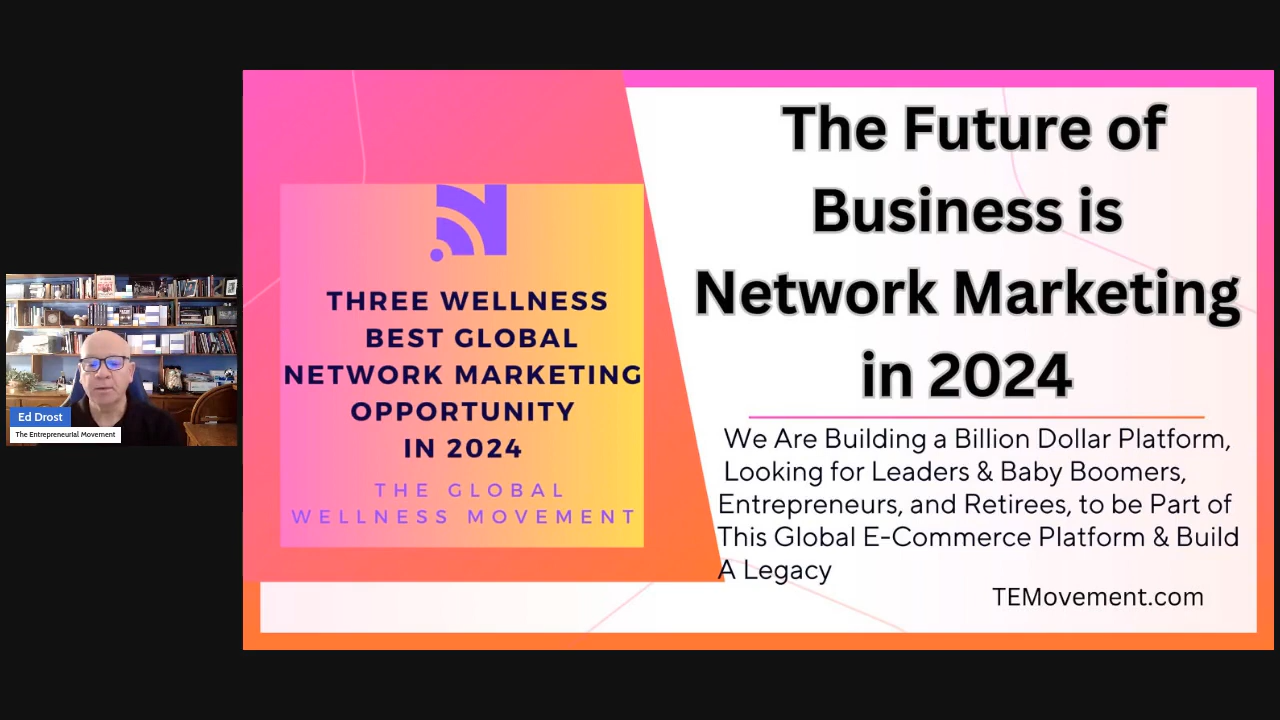 Ed Drost
The Entrepreneurial Movement
THREE WELLNESS
BEST GLOBAL
NETWORK MARKETING
OPPORTUNITY
IN 2024
THE GLOBAL
WELLNESS MOVEMENT
The Future of
Business is
Network Marketing
in 2024
We Are Building a Billion Dollar Platform,
Looking for Leaders & Baby Boomers,
Entrepreneurs, and Retirees, to be Part of
This Global E-Commerce Platform & Build
A Legacy
TEMovement.com